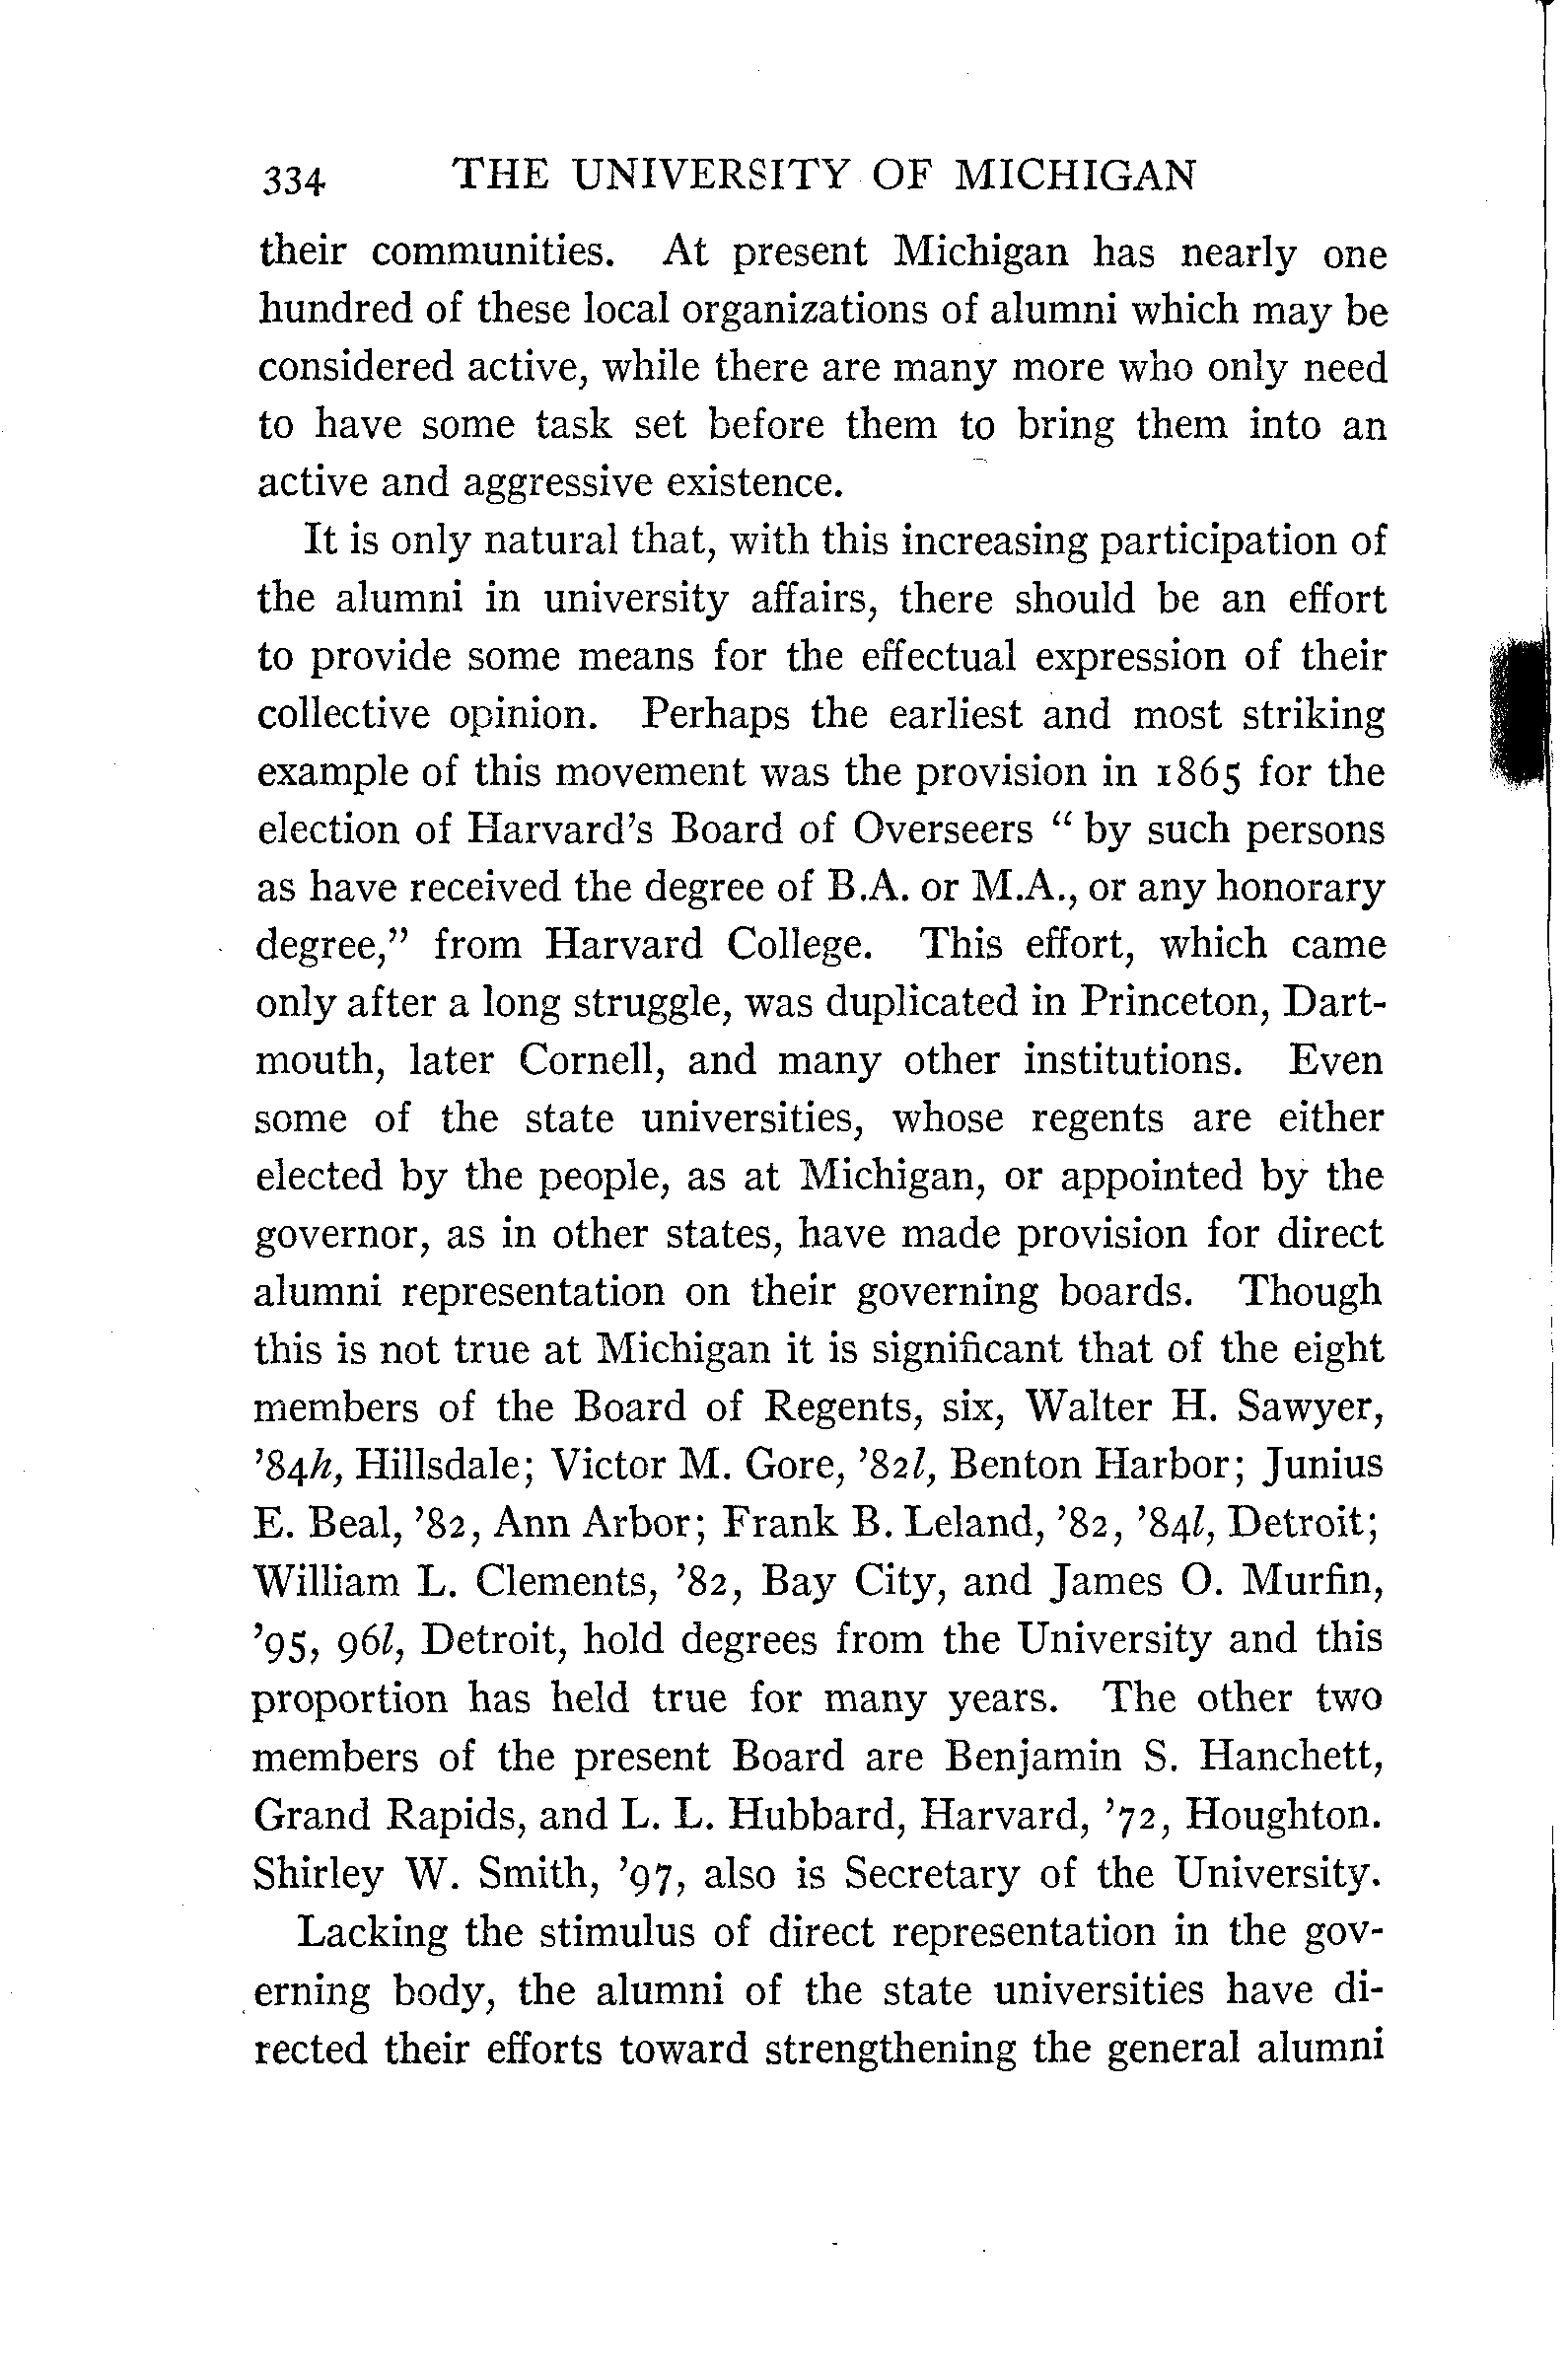 334 THE UNIVERSITY OF MICHIGAN
their communities. At present Michigan has nearly one
hundred of these local organizations of alumni which may be
considered active, while there are many more who only need
to have some task set before them to bring them into an
active and aggressive existence.
It is only natural that, with this increasing participation of
the alumni in university affairs, there should be an effort
to provide some means for the effectual expression of their
collective opinion. Perhaps the earliest and most striking
example of this movement was the provision in 1865 for the
election of Harvard's Board of Overseers " by such persons
as have received the degree of B.A. or M.A., or any honorary
degree," from Harvard College. This effort, which came
only after a long struggle, was duplicated in Princeton, Dart-
mouth, later Cornell, and many other institutions. Even
some of the state universities, whose regents are either
elected by the people, as at Michigan, or appointed by the
governor, as in other states, have made provision for direct
alumni representation on their governing boards. Though
this is not true at Michigan it is significant that of the eight
members of the Board of Regents, six, Walter H. Sawyer,
'84h, Hillsdale; Victor M. Gore, '82l, Benton Harbor; Junius
E. Beal, '82, Ann Arbor; Frank B. Leland, '82, '84l, Detroit;
William L. Clements, '82, Bay City, and James O. Murfin,
'95, 96l, Detroit, hold degrees from the University and this
proportion has held true for many years. The other two
members of the present Board are Benjamin S. Hanchett,
Grand Rapids, and L. L. Hubbard, Harvard, '72, Houghton.
Shirley W. Smith, '97, also is Secretary of the University.
Lacking the stimulus of direct representation in the gov-
erning body, the alumni of the state universities have di-
rected their efforts toward strengthening the general alumni